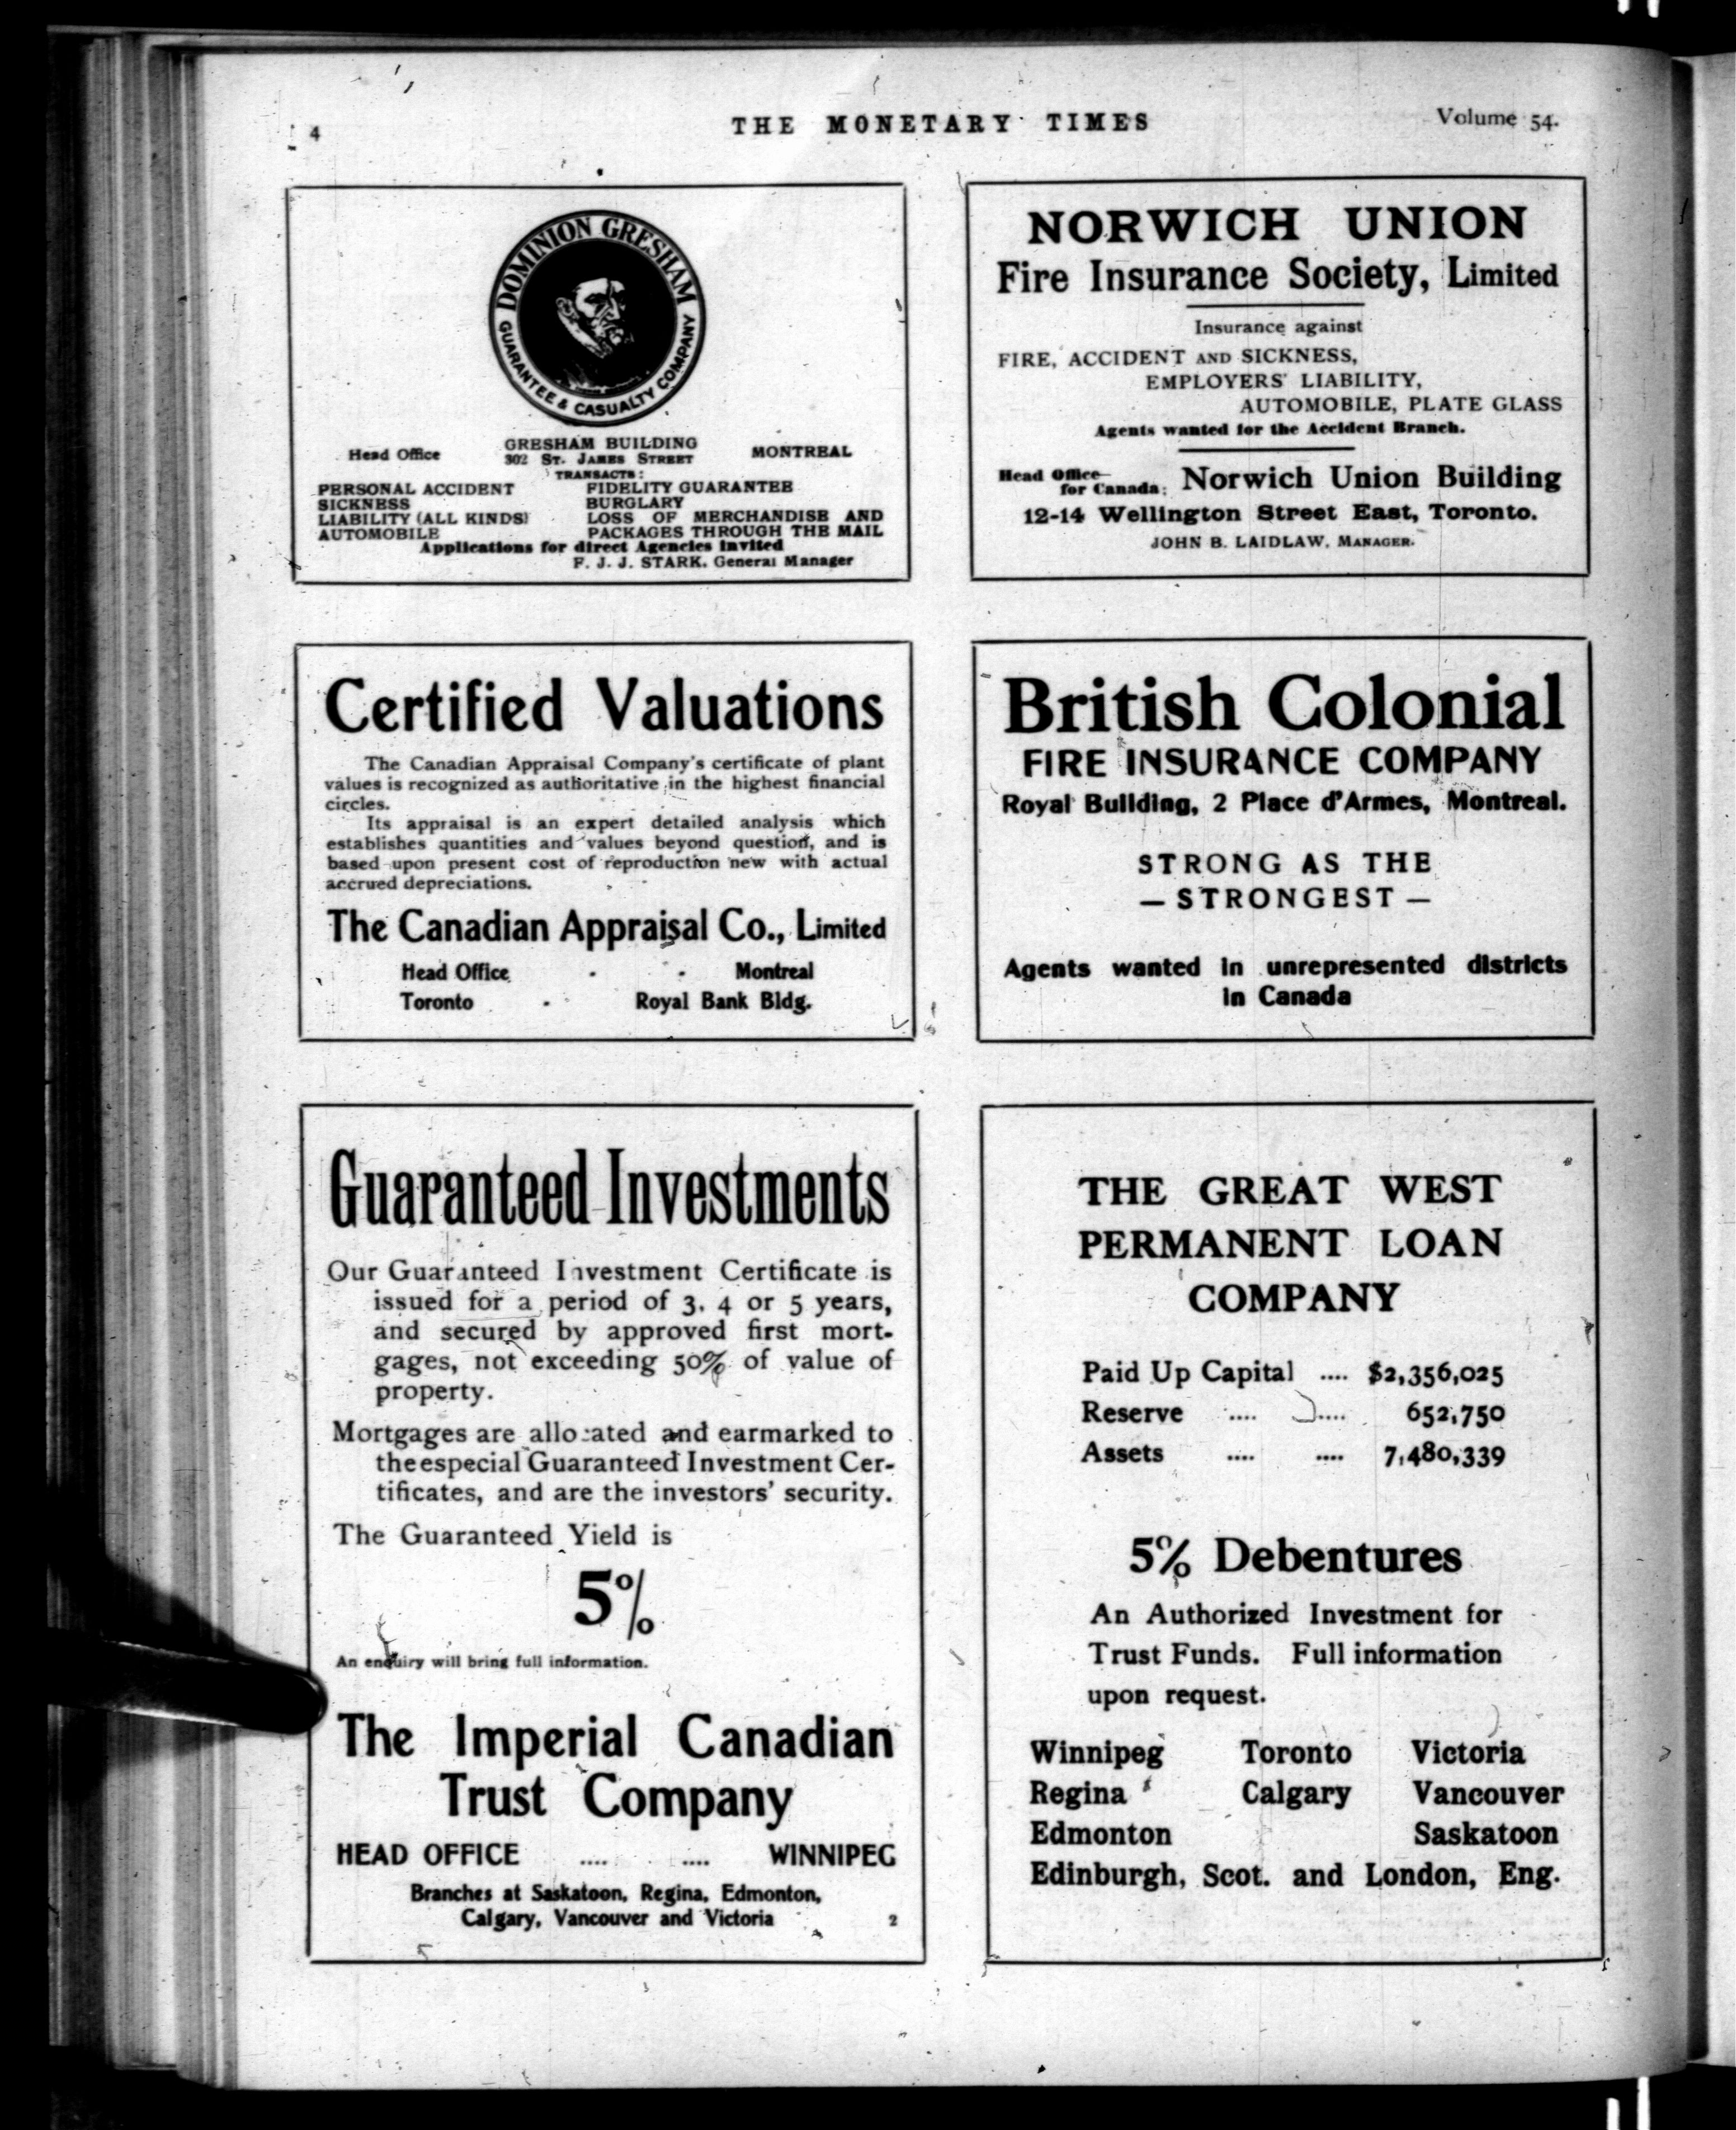 4
THE MONETARY TIMES
Volume 54.
DOMINION GRESHAM
GUARANTEE & CASUALTY COMPANY
Head Office
GRESHAM BUILDING
302 ST. JAMES STREET
MONTREAL
TRANSACTS:
PERSONAL ACCIDENT
SICKNESS
LIABILITY (ALL KINDS)
AUTOMOBILE
FIDELITY GUARANTEE
BURGLARY
LOSS OF MERCHANDISE AND
PACKAGES THROUGH THE MAIL
Applications for direct Agencies invited
F. J. J. STARK. General Manager
NORWICH UNION
Fire Insurance Society, Limited
Insurance against
FIRE, ACCIDENT AND SICKNESS,
EMPLOYERS' LIABILITY,
AUTOMOBILE, PLATE GLASS
Agents wanted for the Accident Branch.
Head Office
for Canada: Norwich Union Building
12-14 Wellington Street East, Toronto.
JOHN B. LAIDLAW, MANAGER.
Certified Valuations
The Canadian Appraisal Company's certificate of plant
values is recognized as authoritative in the highest financial
circles.
Its appraisal is an expert detailed analysis which
establishes quantities and values beyond question, and is
based upon present cost of reproduction new with actual
accrued depreciations.
The Canadian Appraisal Co., Limited
Head Office - - Montreal
Toronto - Royal Bank Bldg.
British Colonial
FIRE INSURANCE COMPANY
Royal Building, 2 Place d'Armes, Montreal.
STRONG AS THE
— STRONGEST —
Agents wanted in unrepresented districts
in Canada
Guaranteed Investments
Our Guaranteed Investment Certificate is
issued for a period of 3, 4 or 5 years,
and secured by approved first mort-
gages, not exceeding 50% of value of
property.
Mortgages are allocated and earmarked to
the especial Guaranteed Investment Cer-
tificates, and are the investors' security.
The Guaranteed Yield is
5%
An enquiry will bring full information.
The Imperial Canadian
Trust Company
HEAD OFFICE .... .... WINNIPEG
Branches at Saskatoon, Regina, Edmonton,
Calgary, Vancouver and Victoria 2
THE GREAT WEST
PERMANENT LOAN
COMPANY
Paid Up Capital .... $2,356,025
Reserve .... .... 652,750
Assets .... .... 7,480,339
5% Debentures
An Authorized Investment for
Trust Funds. Full information
upon request.
Winnipeg Toronto Victoria
Regina Calgary Vancouver
Edmonton Saskatoon
Edinburgh, Scot. and London, Eng.